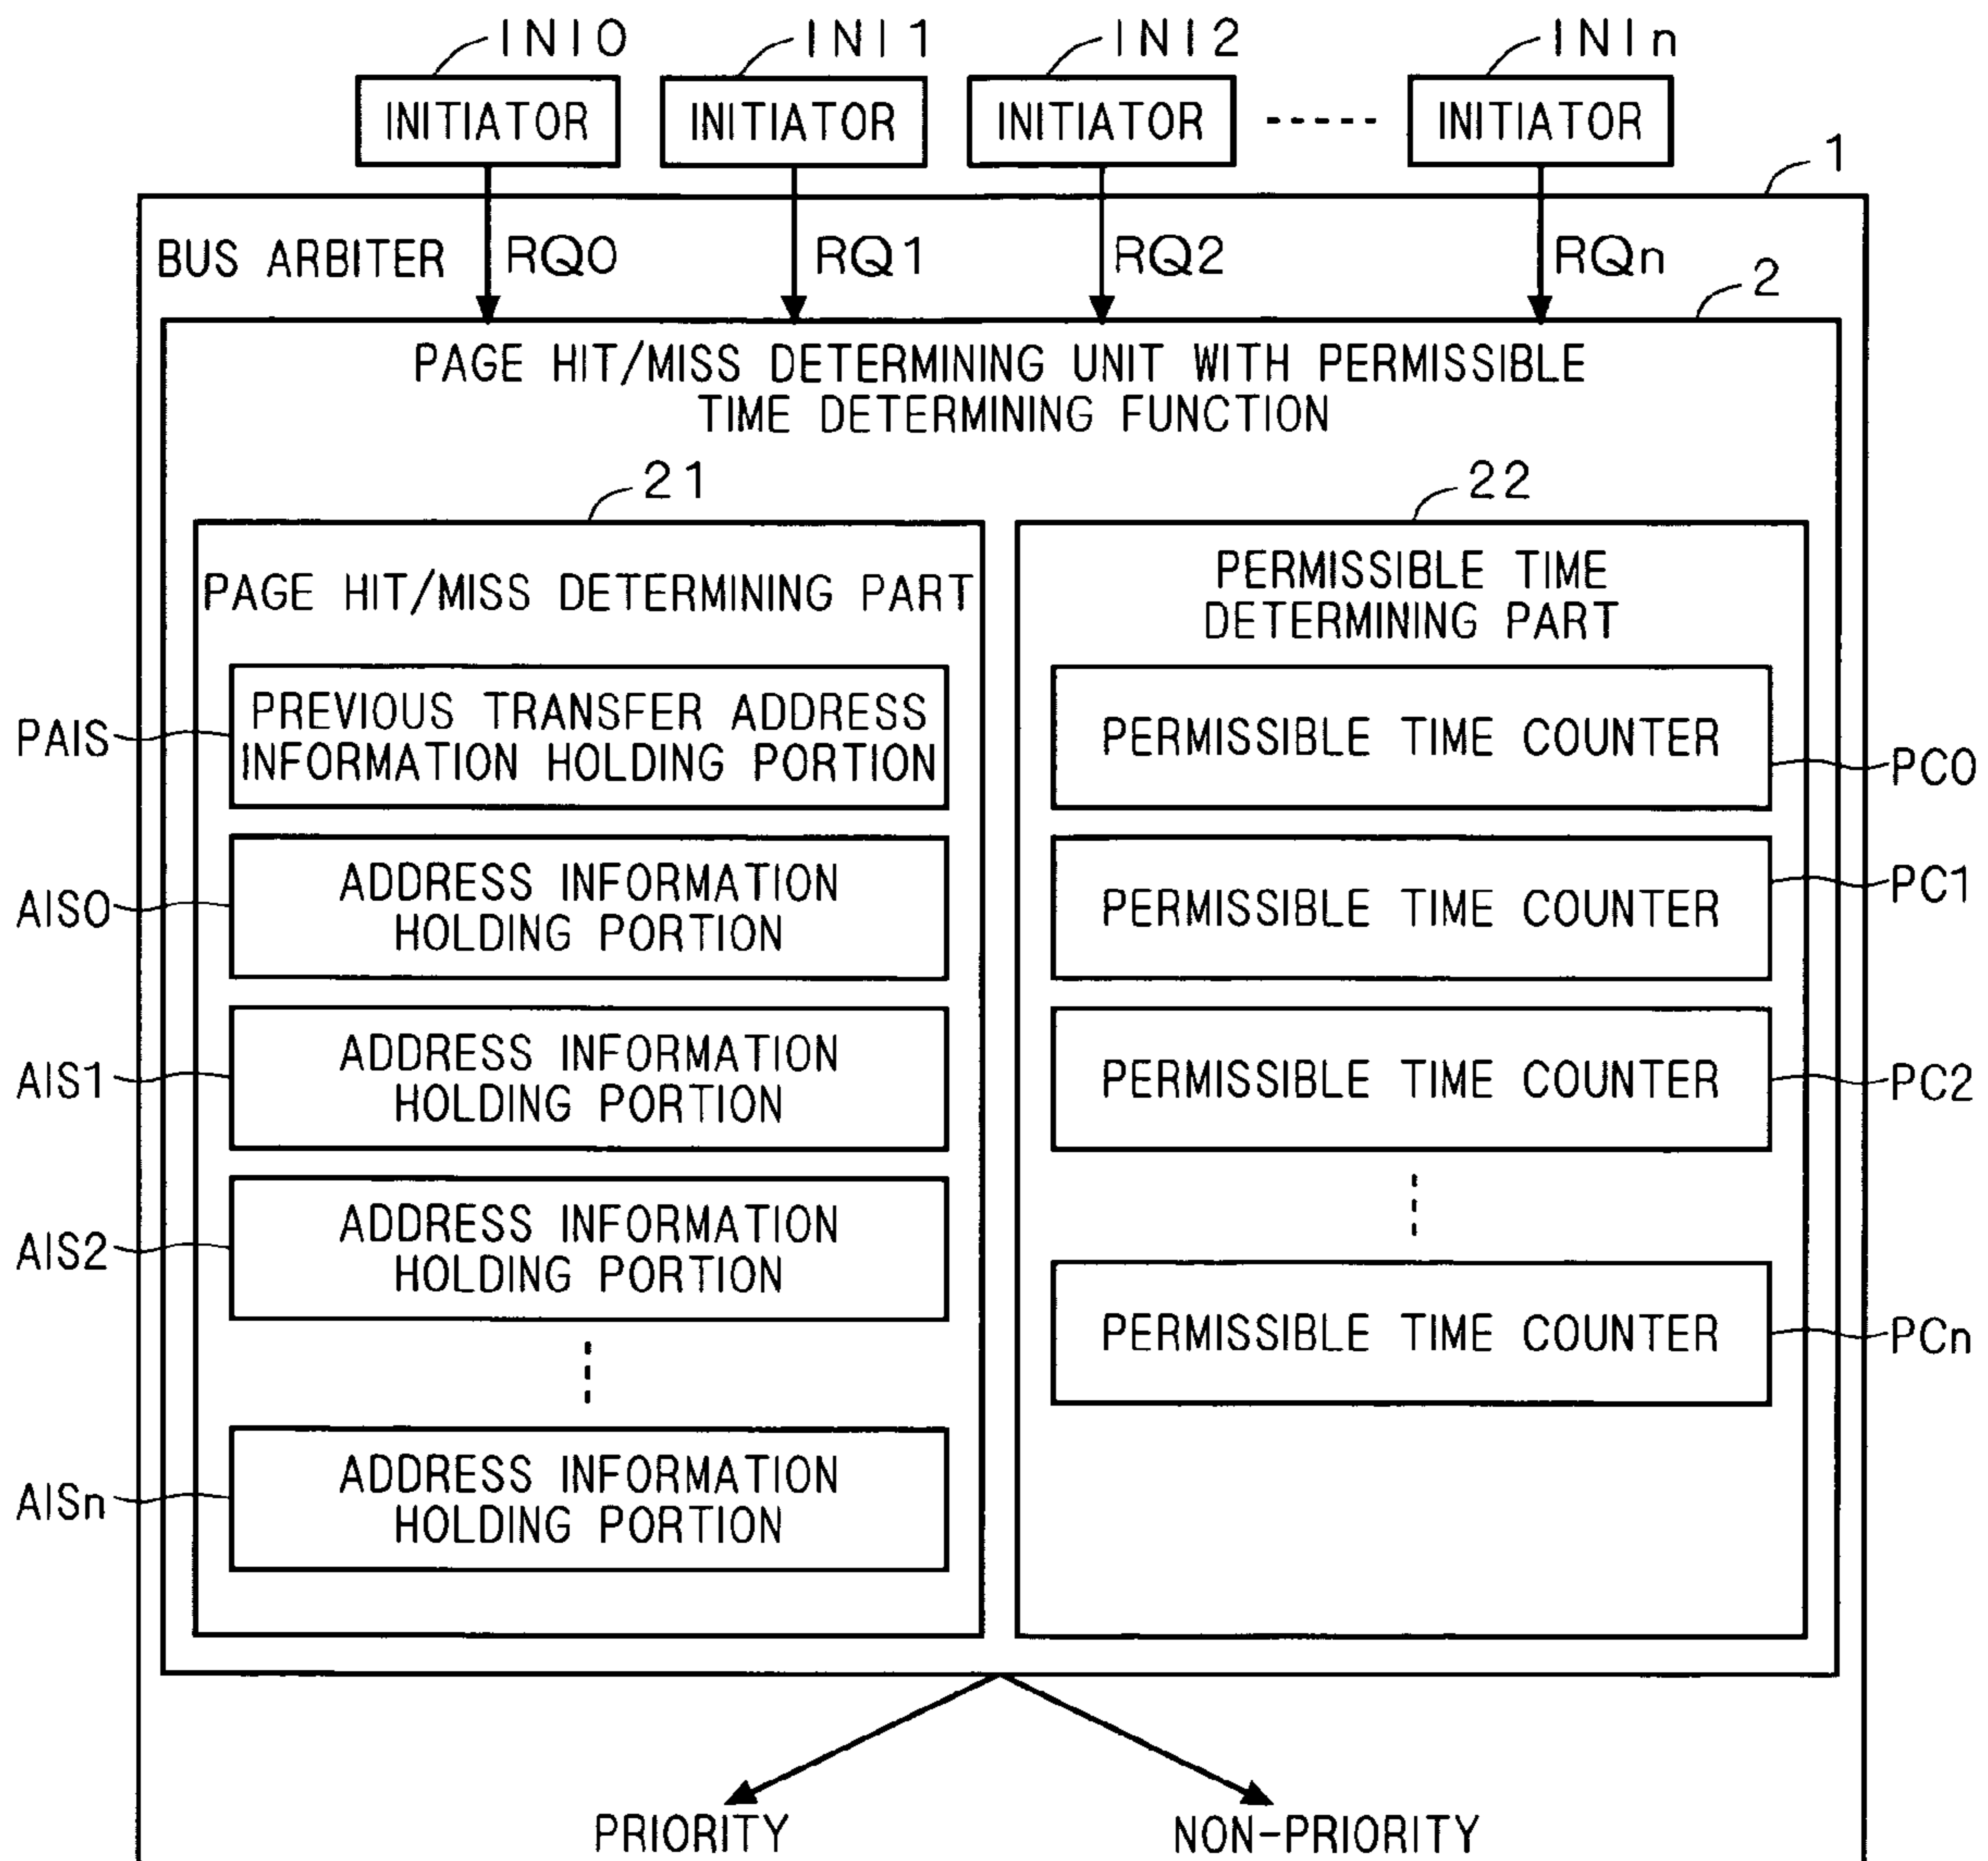 INI0 INI1 INI2 INIn
INITIATOR INITIATOR INITIATOR ----- INITIATOR
1
BUS ARBITER RQ0 RQ1 RQ2 RQn
2
PAGE HIT/MISS DETERMINING UNIT WITH PERMISSIBLE
TIME DETERMINING FUNCTION
21
PAGE HIT/MISS DETERMINING PART
PAIS
PREVIOUS TRANSFER ADDRESS
INFORMATION HOLDING PORTION
AIS0
ADDRESS INFORMATION
HOLDING PORTION
AIS1
ADDRESS INFORMATION
HOLDING PORTION
AIS2
ADDRESS INFORMATION
HOLDING PORTION
AISn
ADDRESS INFORMATION
HOLDING PORTION
22
PERMISSIBLE TIME
DETERMINING PART
PERMISSIBLE TIME COUNTER
PC0
PERMISSIBLE TIME COUNTER
PC1
PERMISSIBLE TIME COUNTER
PC2
PERMISSIBLE TIME COUNTER
PCn
PRIORITY NON-PRIORITY